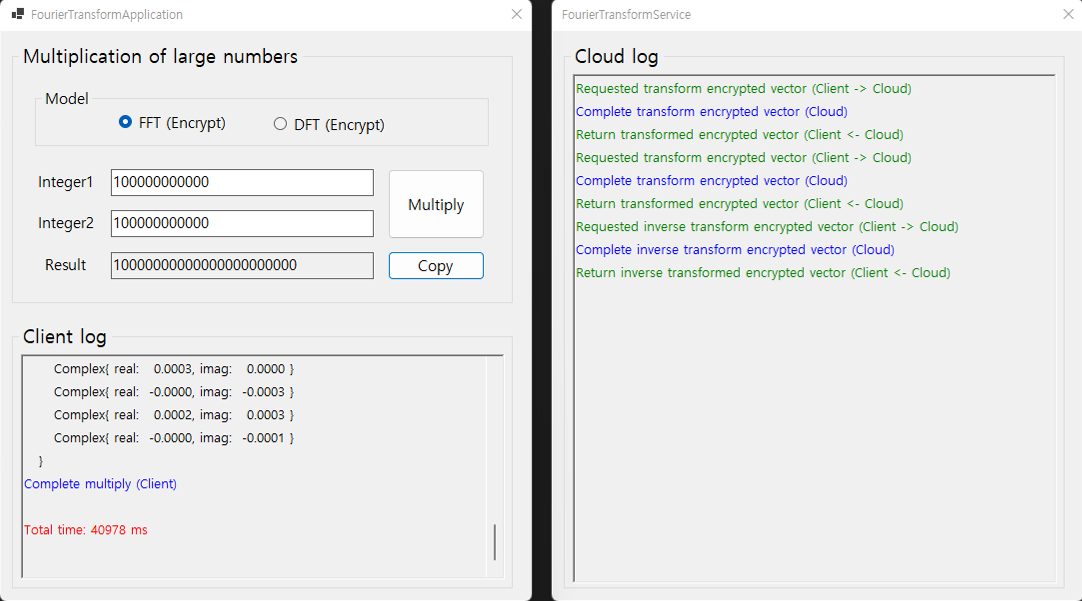 FourierTransformApplication
Multiplication of large numbers
Model
FFT (Encrypt)
DFT (Encrypt)
Integer1
100000000000
Integer2
100000000000
Multiply
Result
10000000000000000000000
Copy
Client log
Complex{ real: 0.0003, imag: 0.0000 }
Complex{ real: -0.0000, imag: -0.0003 }
Complex{ real: 0.0002, imag: 0.0003 }
Complex{ real: -0.0000, imag: -0.0001 }
}
Complete multiply (Client)
Total time: 40978 ms
FourierTransformService
Cloud log
Requested transform encrypted vector (Client -> Cloud)
Complete transform encrypted vector (Cloud)
Return transformed encrypted vector (Client <- Cloud)
Requested transform encrypted vector (Client -> Cloud)
Complete transform encrypted vector (Cloud)
Return transformed encrypted vector (Client <- Cloud)
Requested inverse transform encrypted vector (Client -> Cloud)
Complete inverse transform encrypted vector (Cloud)
Return inverse transformed encrypted vector (Client <- Cloud)